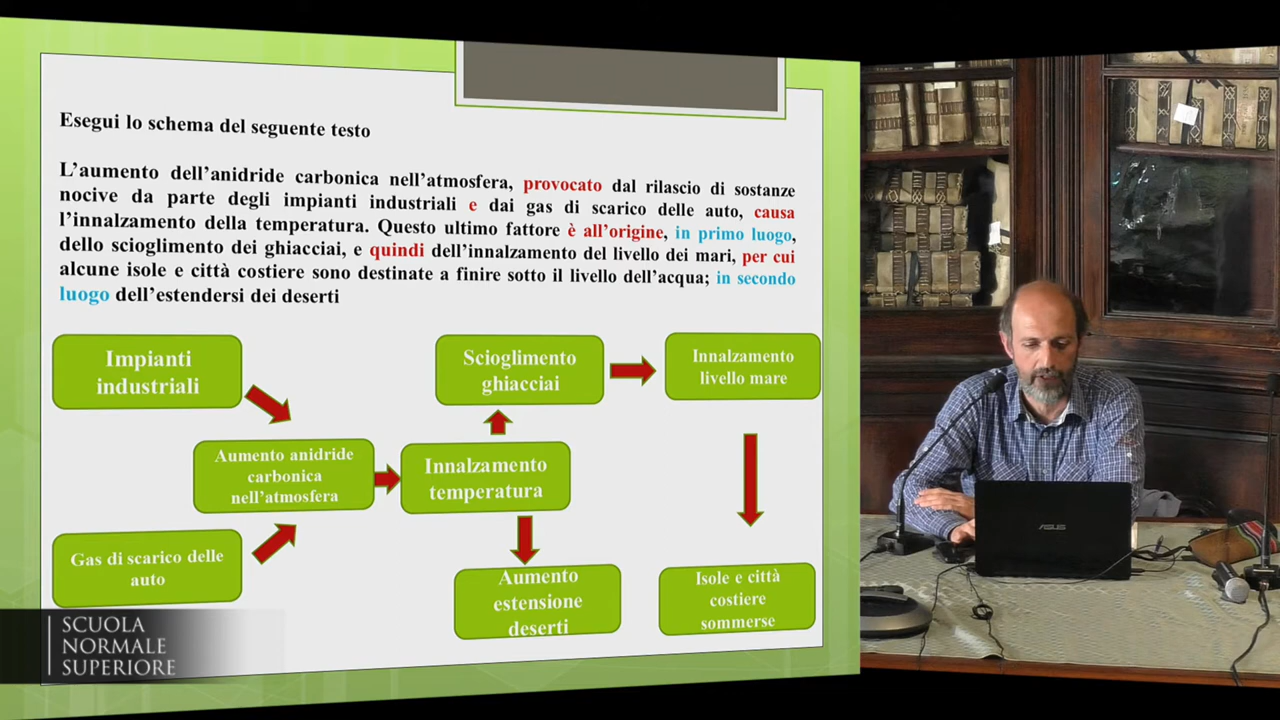 Esegui lo schema del seguente testo
L'aumento dell'anidride carbonica nell'atmosfera, provocato dal rilascio di sostanze
nocive da parte degli impianti industriali e dai gas di scarico delle auto, causa
l'innalzamento della temperatura. Questo ultimo fattore è all'origine, in primo luogo,
dello scioglimento dei ghiacciai, e quindi dell'innalzamento del livello dei mari, per cui
alcune isole e città costiere sono destinate a finire sotto il livello dell'acqua; in secondo
luogo dell'estendersi dei deserti
Impianti
industriali
Scioglimento
ghiacciai
Innalzamento
livello mare
Aumento anidride
carbonica
nell'atmosfera
Innalzamento
temperatura
Gas di scarico delle
auto
Aumento
estensione
deserti
Isole e città
costiere
sommerse
SCUOLA
NORMALE
SUPERIORE
ASUS